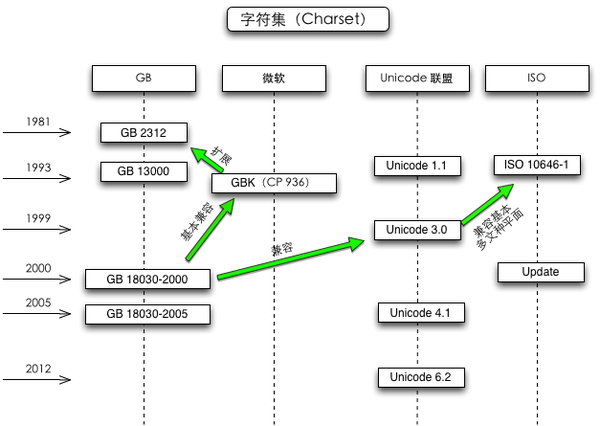 字符集（Charset）
GB
微软
Unicode 联盟
ISO
1981
GB 2312
扩展
1993
GB 13000
GBK（CP 936）
Unicode 1.1
ISO 10646-1
基本兼容
1999
兼容
Unicode 3.0
兼容基本
多文种平面
2000
GB 18030-2000
Update
2005
GB 18030-2005
Unicode 4.1
2012
Unicode 6.2